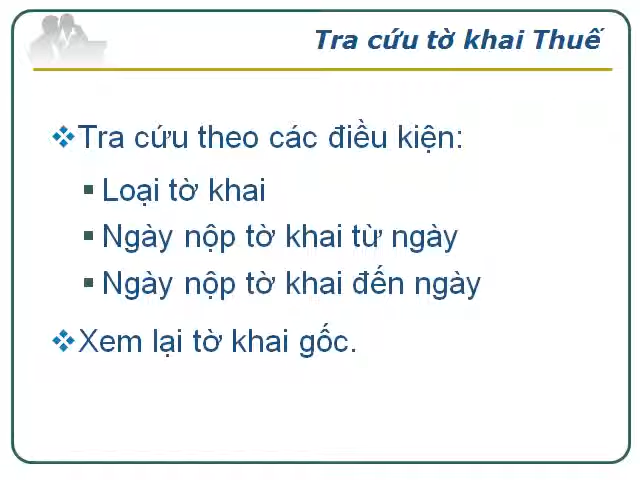 Tra cứu tờ khai Thuế
❖Tra cứu theo các điều kiện:
▪ Loại tờ khai
▪ Ngày nộp tờ khai từ ngày
▪ Ngày nộp tờ khai đến ngày
❖Xem lại tờ khai gốc.